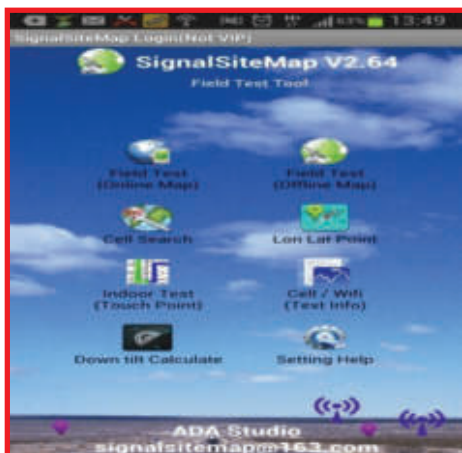 63% 13:49
SignalSiteMap Login(Not VIP)
SignalSiteMap V2.64
Field Test Tool
Field Test
(Online Map)
Field Test
(Offline Map)
Cell Search
Lon Lat Point
Indoor Test
(Touch Point)
Cell / Wifi
(Text Info)
Down tilt Calculate
Setting Help
ADA Studio
signalsitemap@163.com